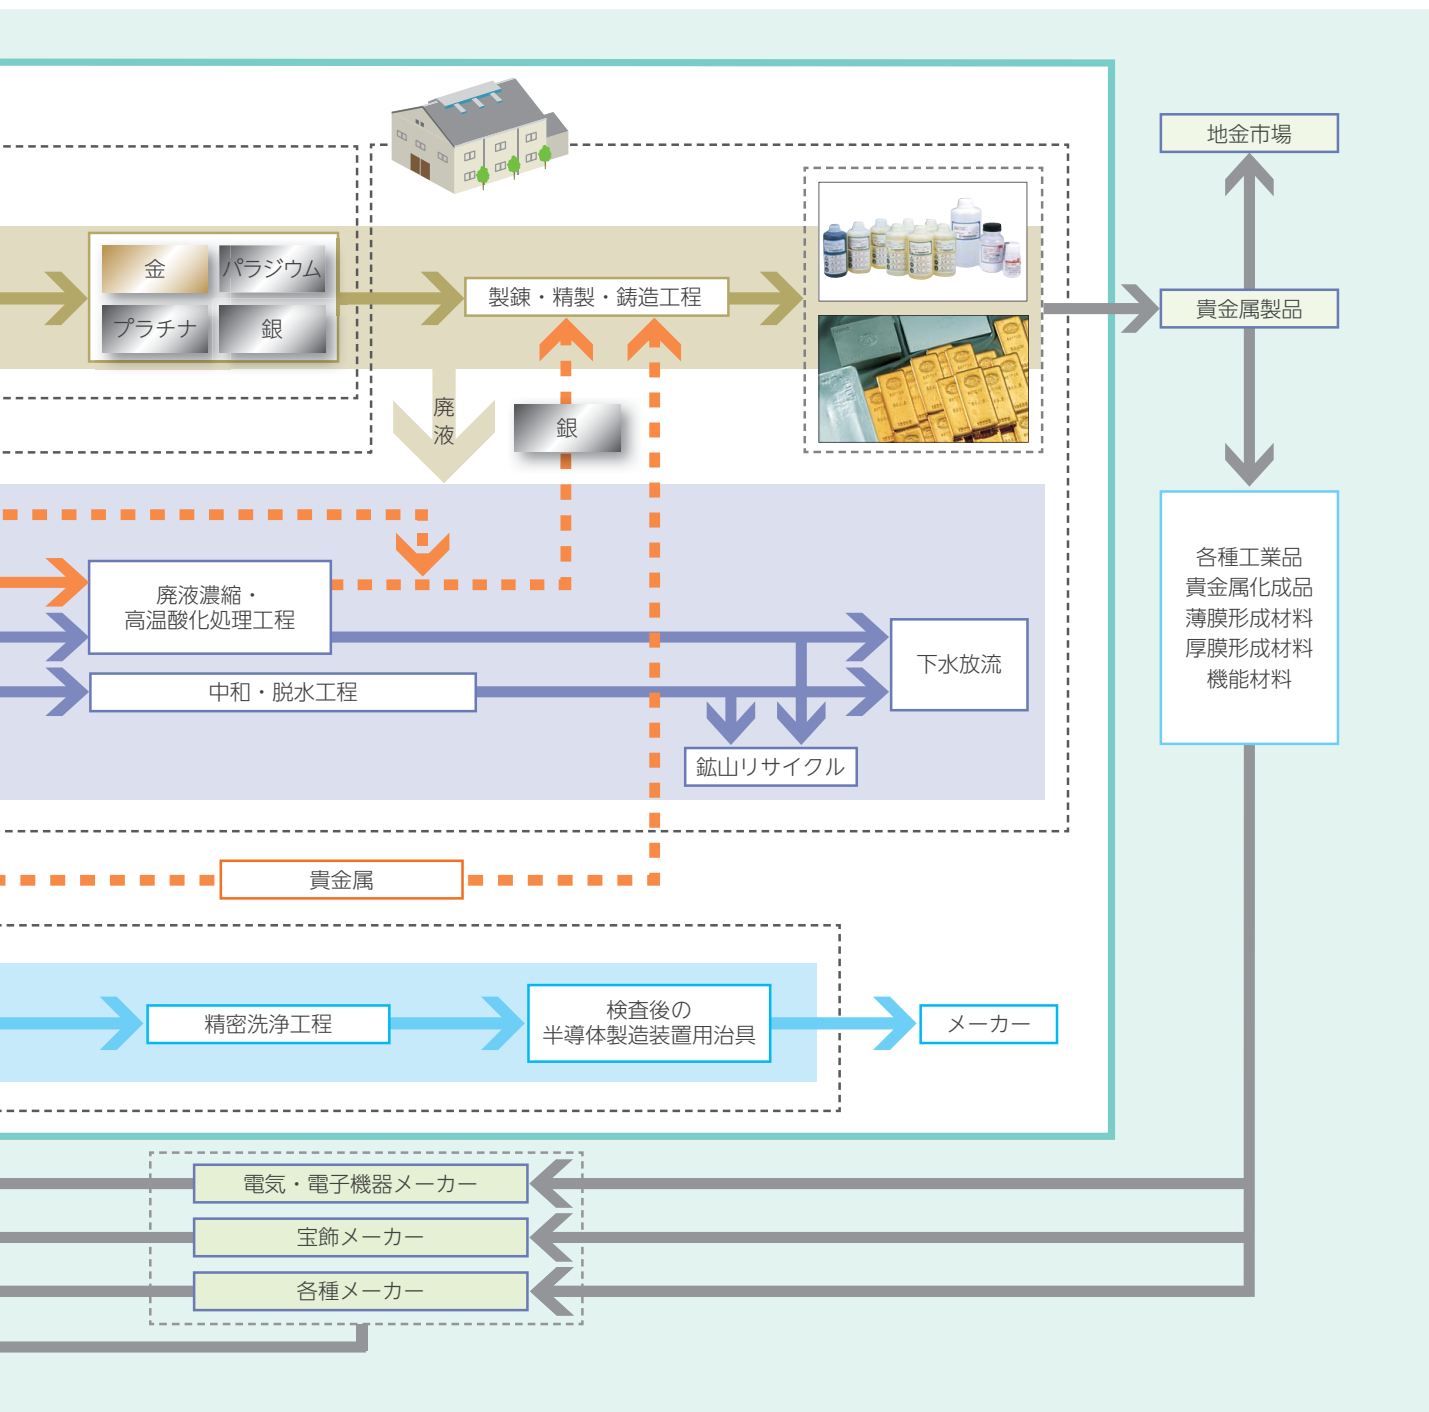 地金市場
金
パラジウム
プラチナ
銀
製錬・精製・鋳造工程
貴金属製品
廃
液
銀
廃液濃縮・
高温酸化処理工程
中和・脱水工程
下水放流
鉱山リサイクル
各種工業品
貴金属化成品
薄膜形成材料
厚膜形成材料
機能材料
貴金属
精密洗浄工程
検査後の
半導体製造装置用治具
メーカー
電気・電子機器メーカー
宝飾メーカー
各種メーカー